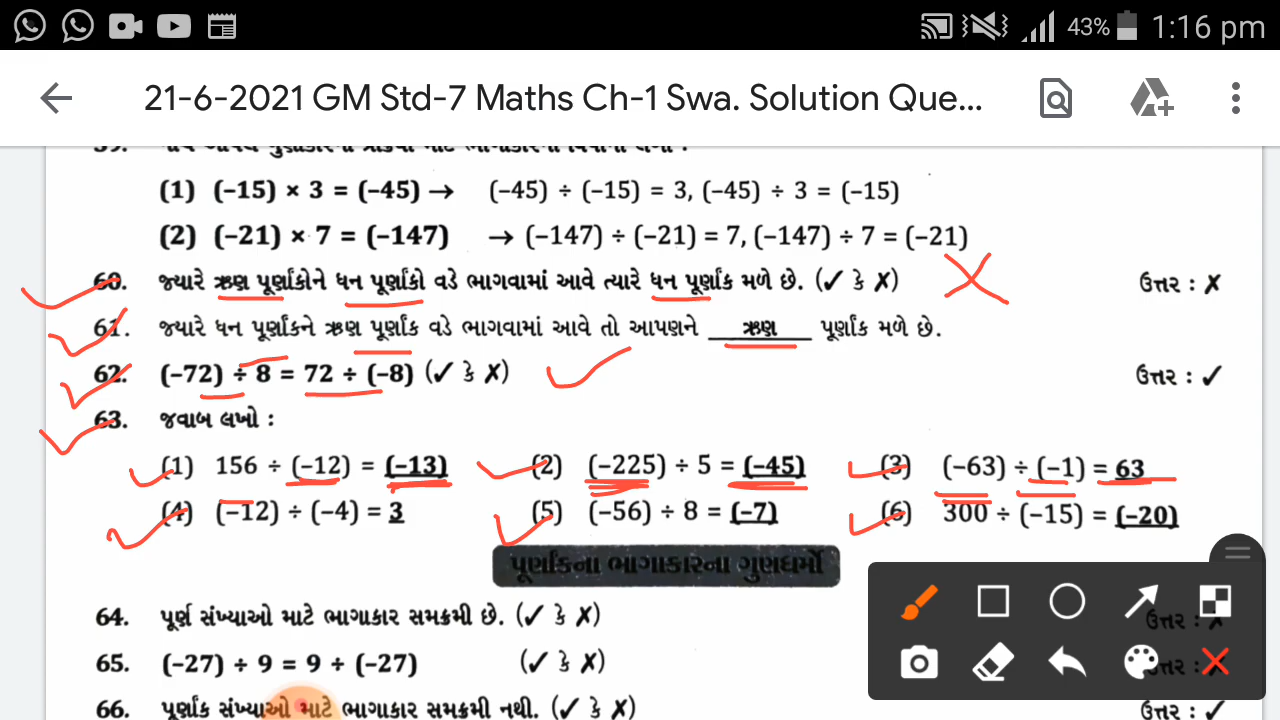 43% 1:16 pm
21-6-2021 GM Std-7 Maths Ch-1 Swa. Solution Que...
(1) (–15) × 3 = (–45) → (–45) ÷ (–15) = 3, (–45) ÷ 3 = (–15)
(2) (–21) × 7 = (–147) → (–147) ÷ (–21) = 7, (–147) ÷ 7 = (–21)
60. જ્યારે ઋણ પૂર્ણાંકોને ધન પૂર્ણાંકો વડે ભાગવામાં આવે ત્યારે ધન પૂર્ણાંક મળે છે. (✓ કે ✗) ઉત્તર : ✗
61. જ્યારે ધન પૂર્ણાંકને ઋણ પૂર્ણાંક વડે ભાગવામાં આવે તો આપણને ઋણ પૂર્ણાંક મળે છે.
62. (–72) ÷ 8 = 72 ÷ (–8) (✓ કે ✗) ઉત્તર : ✓
63. જવાબ લખો :
(1) 156 ÷ (–12) = (–13) (2) (–225) ÷ 5 = (–45) (3) (–63) ÷ (–1) = 63
(4) (–12) ÷ (–4) = 3 (5) (–56) ÷ 8 = (–7) (6) 300 ÷ (–15) = (–20)
પૂર્ણાંકના ભાગાકારના ગુણધર્મો
64. પૂર્ણ સંખ્યાઓ માટે ભાગાકાર સમક્રમી છે. (✓ કે ✗) ઉત્તર : ✗
65. (–27) ÷ 9 = 9 ÷ (–27) (✓ કે ✗) ઉત્તર : ✗
66. પૂર્ણાંક સંખ્યાઓ માટે ભાગાકાર સમક્રમી નથી. (✓ કે ✗) ઉત્તર : ✓